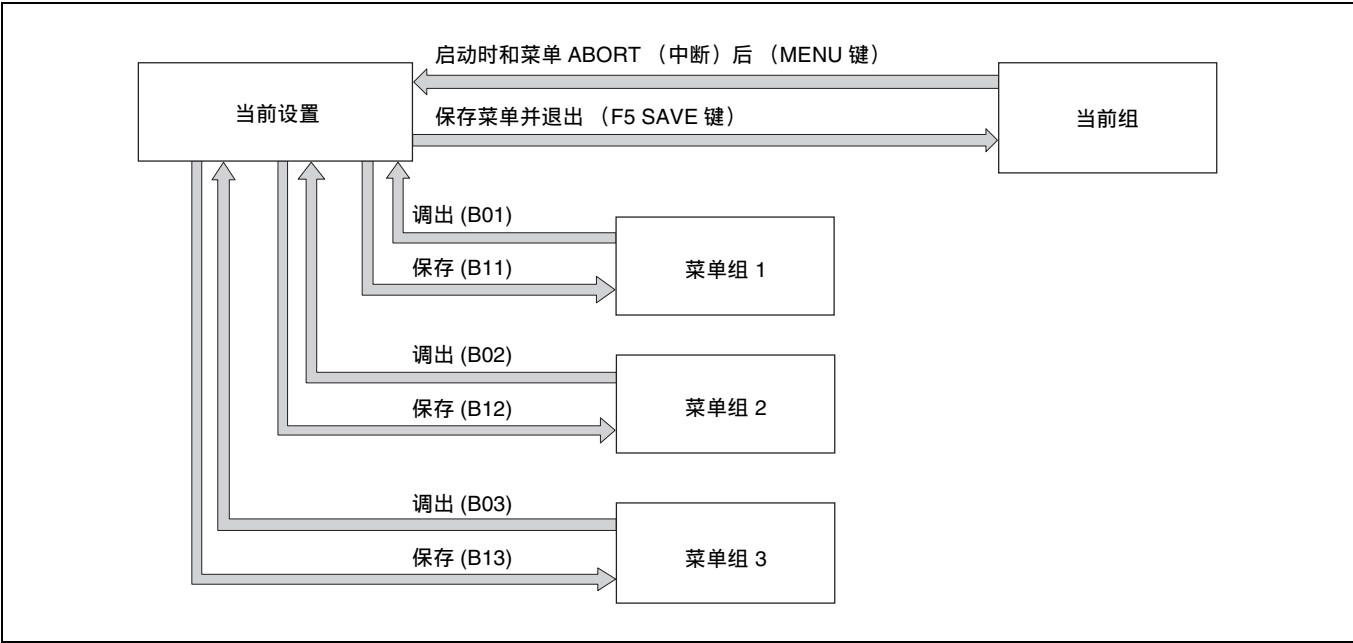 启动时和菜单 ABORT （中断）后 （MENU 键）
当前设置
当前组
保存菜单并退出 （F5 SAVE 键）
调出 (B01)
保存 (B11)
菜单组 1
调出 (B02)
保存 (B12)
菜单组 2
调出 (B03)
保存 (B13)
菜单组 3